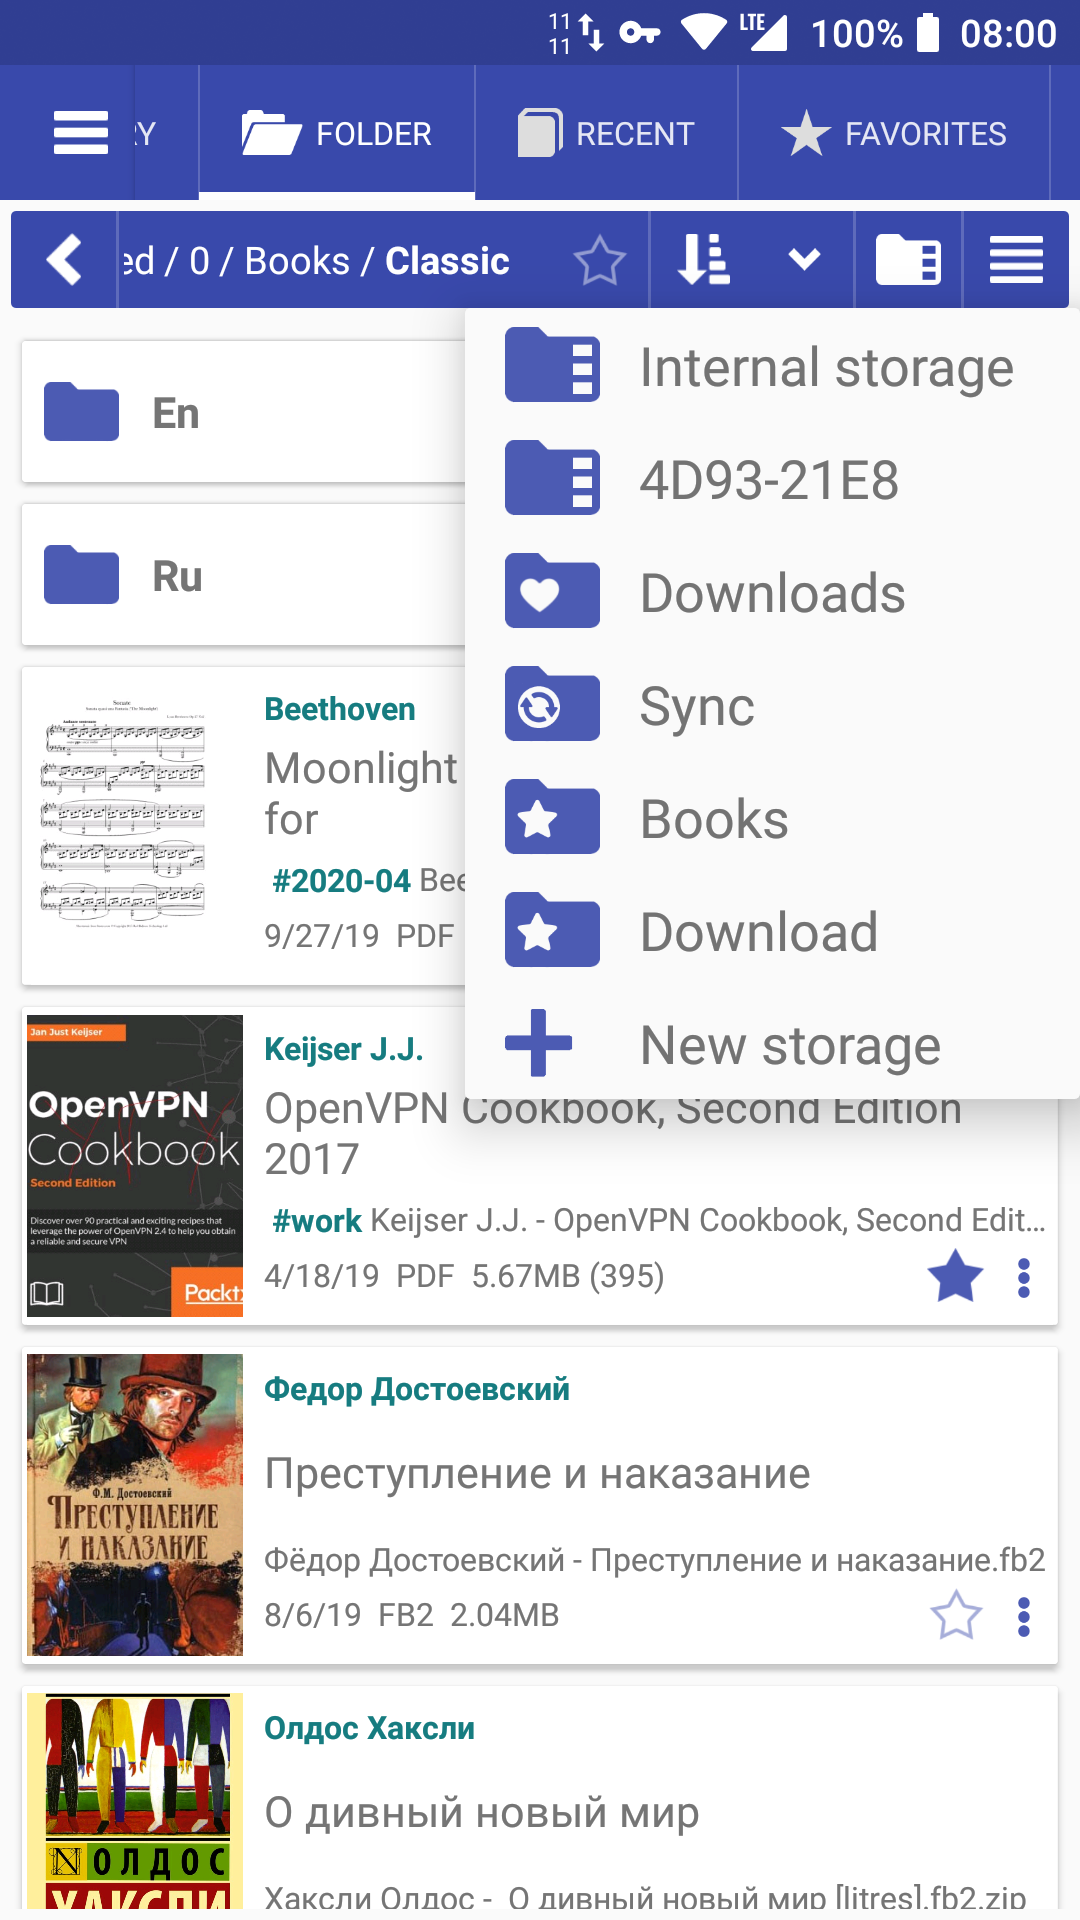 11
11
LTE
100%
08:00
RY
FOLDER
RECENT
FAVORITES
ed / 0 / Books / Classic
Internal storage
4D93-21E8
Downloads
Sync
Books
Download
New storage
En
Ru
Beethoven
Moonlight
for
#2020-04 Bee
9/27/19 PDF
Jan Just Keijser
OpenVPN
Cookbook
Second Edition
Discover over 90 practical and exciting recipes that
leverage the power of OpenVPN 2.4 to help you obtain
a reliable and secure VPN
Packt
Keijser J.J.
OpenVPN Cookbook, Second Edition
2017
#work Keijser J.J. - OpenVPN Cookbook, Second Edit...
4/18/19 PDF 5.67MB (395)
Ф.М. Достоевский
ПРЕСТУПЛЕНИЕ
И НАКАЗАНИЕ
Федор Достоевский
Преступление и наказание
Фёдор Достоевский - Преступление и наказание.fb2
8/6/19 FB2 2.04MB
ОЛДОС
ХАКСЛИ
Олдос Хаксли
О дивный новый мир
Хаксли Олдос - О дивный новый мир [litres].fb2.zip